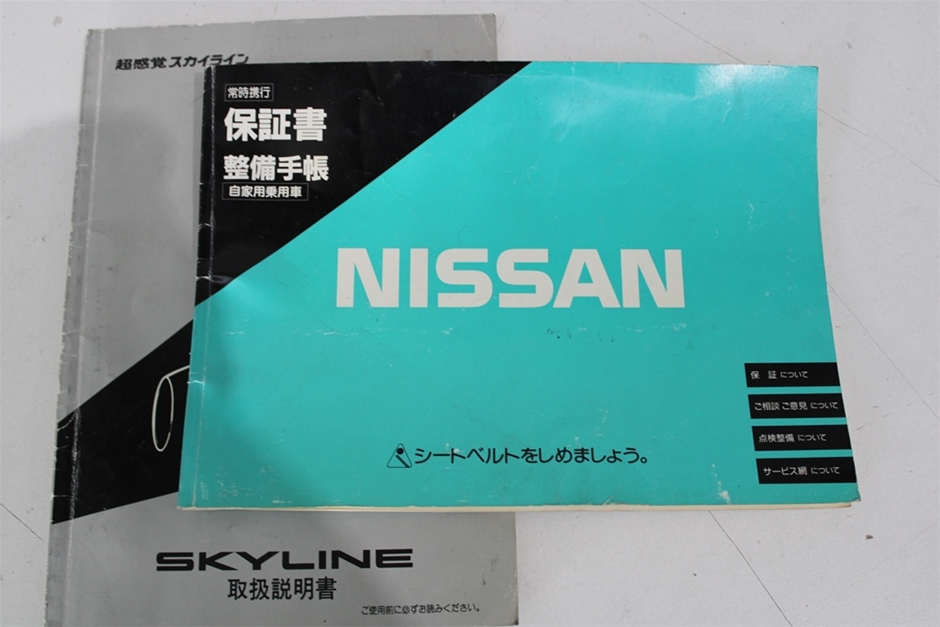 超感覚スカイライン
常時携行
保証書
整備手帳
自家用乗用車
NISSAN
保証について
ご相談 ご意見 について
点検整備 について
サービス網 について
シートベルトをしめましょう。
SKYLINE
取扱説明書
ご使用前に必ずお読みください。